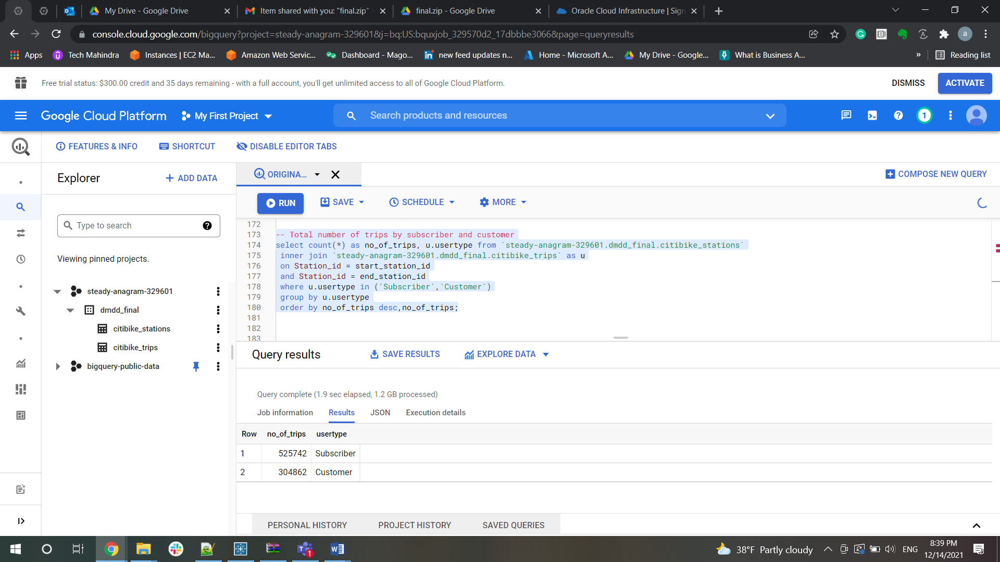 My Drive - Google Drive
Item shared with you: "final.zip" -
final.zip - Google Drive
Oracle Cloud Infrastructure | Sign
console.cloud.google.com/bigquery?project=steady-anagram-329601&j=bq:US:bquxjob_329570d2_17dbbbe3066&page=queryresults
G
B
a
Apps
Tech Mahindra
Instances | EC2 Ma...
Amazon Web Servic...
Dashboard - Mago...
new feed updates n...
Home - Microsoft A...
My Drive - Google...
What is Business A...
»
Reading list
Free trial status: $300.00 credit and 35 days remaining - with a full account, you'll get unlimited access to all of Google Cloud Platform.
DISMISS
ACTIVATE
Google Cloud Platform
My First Project
Search products and resources
1
FEATURES & INFO
SHORTCUT
DISABLE EDITOR TABS
Explorer
+ ADD DATA
ORIGINA...
COMPOSE NEW QUERY
RUN
SAVE
SCHEDULE
MORE
Type to search
Viewing pinned projects.
steady-anagram-329601
dmdd_final
citibike_stations
citibike_trips
bigquery-public-data
172
173 -- Total number of trips by subscriber and customer
174 select count(*) as no_of_trips, u.usertype from `steady-anagram-329601.dmdd_final.citibike_stations`
175 inner join `steady-anagram-329601.dmdd_final.citibike_trips` as u
176 on Station_id = start_station_id
177 and Station_id = end_station_id
178 where u.usertype in ('Subscriber','Customer')
179 group by u.usertype
180 order by no_of_trips desc,no_of_trips;
181
182
183
Query results
SAVE RESULTS
EXPLORE DATA
Query complete (1.9 sec elapsed, 1.2 GB processed)
Job information
Results
JSON
Execution details
Row no_of_trips usertype
1 525742 Subscriber
2 304862 Customer
PERSONAL HISTORY
PROJECT HISTORY
SAVED QUERIES
38°F Partly cloudy
ENG
8:39 PM
12/14/2021